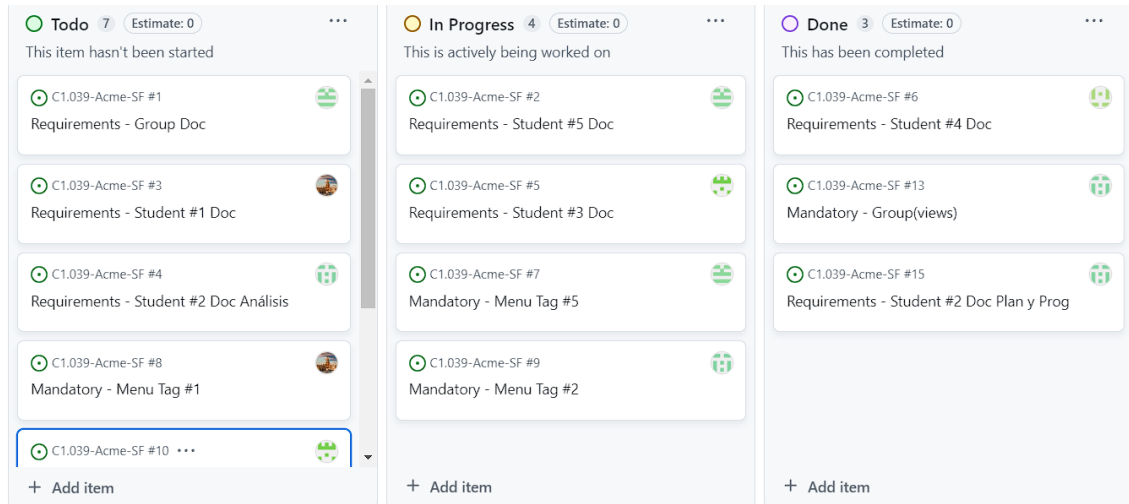 Todo 7 Estimate: 0 ...
This item hasn't been started
C1.039-Acme-SF #1
Requirements - Group Doc
C1.039-Acme-SF #3
Requirements - Student #1 Doc
C1.039-Acme-SF #4
Requirements - Student #2 Doc Análisis
C1.039-Acme-SF #8
Mandatory - Menu Tag #1
C1.039-Acme-SF #10 ...
+ Add item
In Progress 4 Estimate: 0 ...
This is actively being worked on
C1.039-Acme-SF #2
Requirements - Student #5 Doc
C1.039-Acme-SF #5
Requirements - Student #3 Doc
C1.039-Acme-SF #7
Mandatory - Menu Tag #5
C1.039-Acme-SF #9
Mandatory - Menu Tag #2
+ Add item
Done 3 Estimate: 0 ...
This has been completed
C1.039-Acme-SF #6
Requirements - Student #4 Doc
C1.039-Acme-SF #13
Mandatory - Group(views)
C1.039-Acme-SF #15
Requirements - Student #2 Doc Plan y Prog
+ Add item